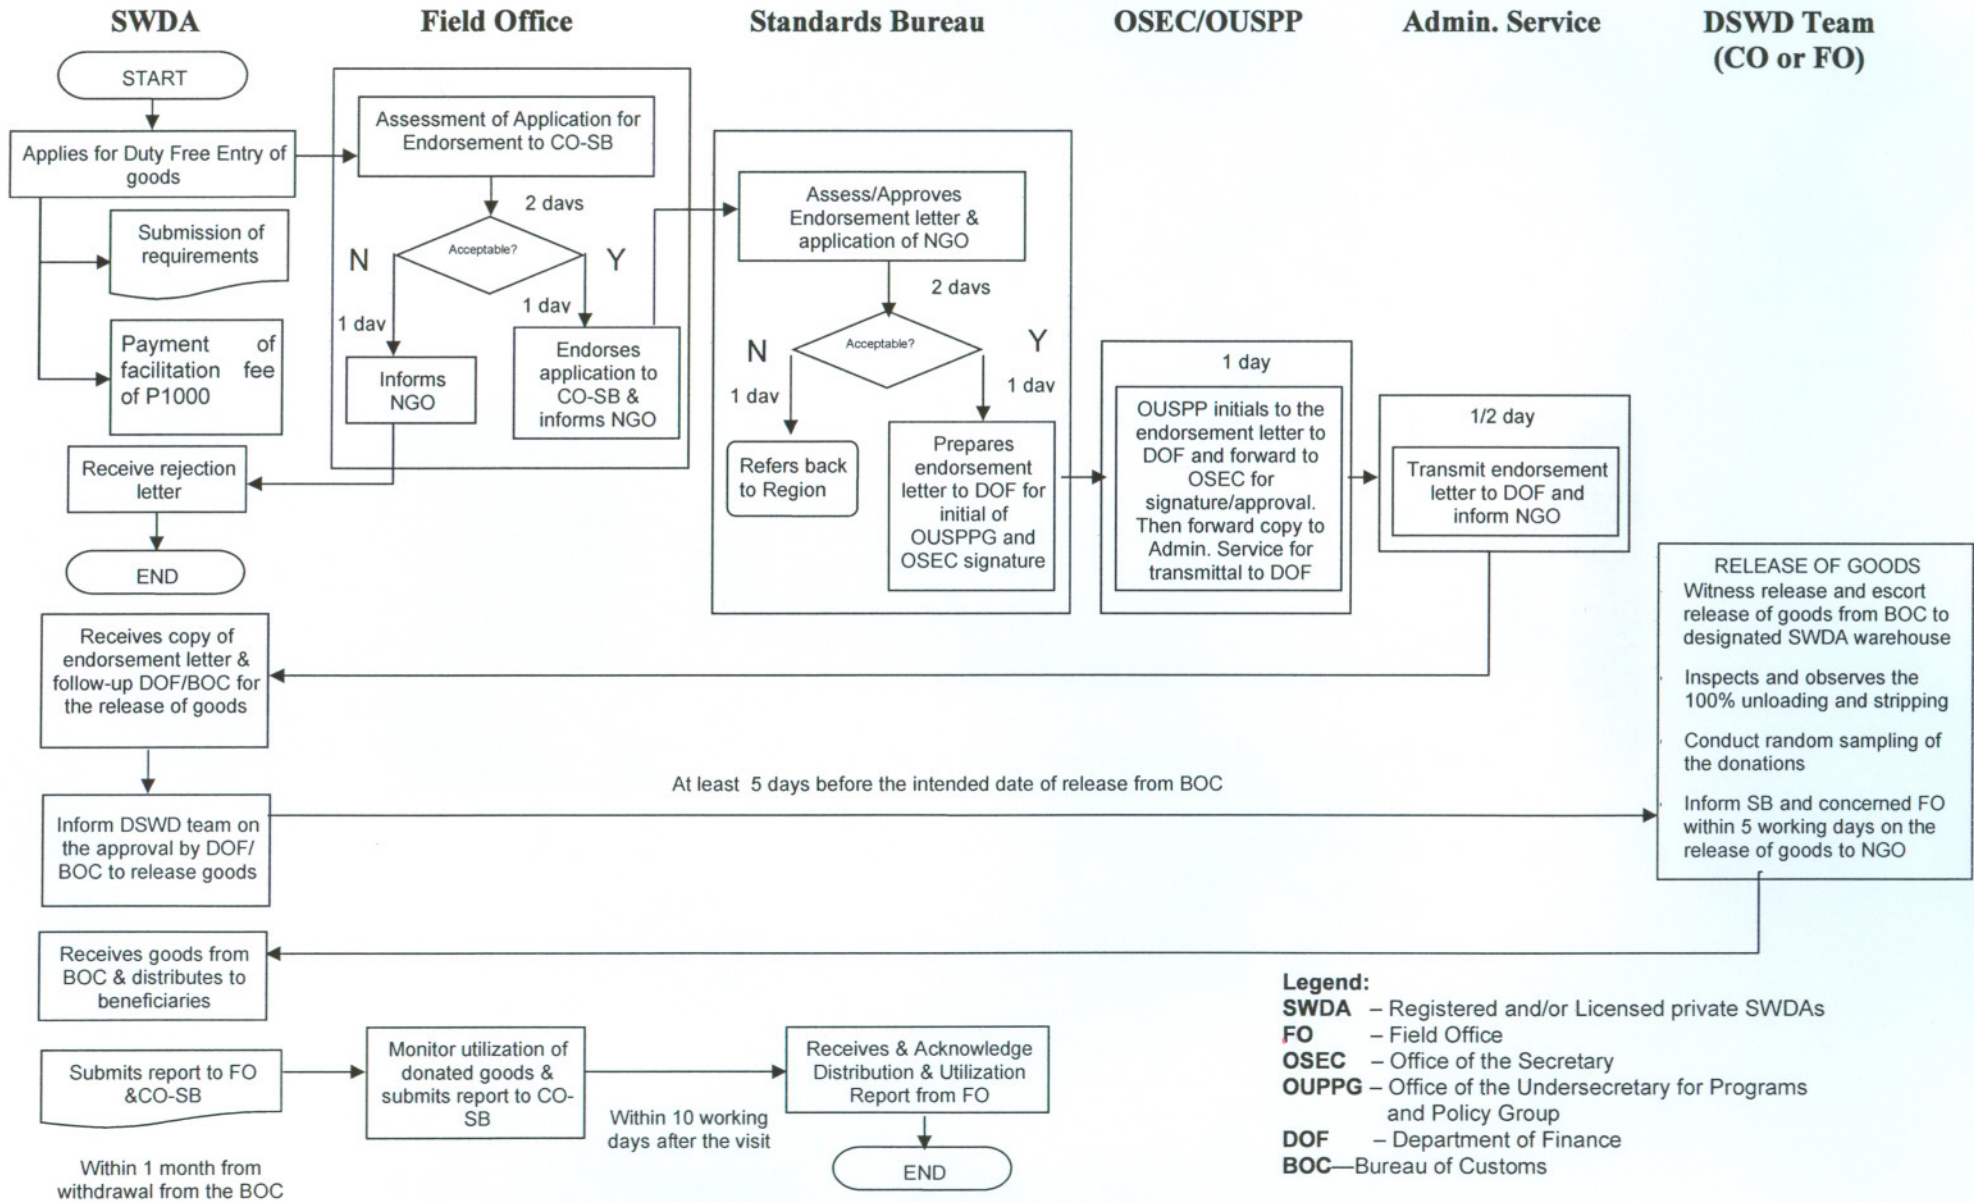 SWDA
Field Office
Standards Bureau
OSEC/OUSPP
Admin. Service
DSWD Team
(CO or FO)
START
Applies for Duty Free Entry of
goods
Submission of
requirements
Payment of
facilitation fee
of P1000
Receive rejection
letter
END
Receives copy of
endorsement letter &
follow-up DOF/BOC for
the release of goods
Inform DSWD team on
the approval by DOF/
BOC to release goods
Receives goods from
BOC & distributes to
beneficiaries
Submits report to FO
&CO-SB
Within 1 month from
withdrawal from the BOC
Assessment of Application for
Endorsement to CO-SB
2 days
Acceptable?
N
Y
1 day
1 day
Informs
NGO
Endorses
application to
CO-SB &
informs NGO
Assess/Approves
Endorsement letter &
application of NGO
2 days
Acceptable?
N
Y
1 day
1 day
Refers back
to Region
Prepares
endorsement
letter to DOF for
initial of
OUSPPG and
OSEC signature
1 day
OUSPP initials to the
endorsement letter to
DOF and forward to
OSEC for
signature/approval.
Then forward copy to
Admin. Service for
transmittal to DOF
1/2 day
Transmit endorsement
letter to DOF and
inform NGO
RELEASE OF GOODS
Witness release and escort
release of goods from BOC to
designated SWDA warehouse
Inspects and observes the
100% unloading and stripping
Conduct random sampling of
the donations
Inform SB and concerned FO
within 5 working days on the
release of goods to NGO
At least 5 days before the intended date of release from BOC
Monitor utilization of
donated goods &
submits report to CO-
SB
Within 10 working
days after the visit
Receives & Acknowledge
Distribution & Utilization
Report from FO
END
Legend:
SWDA – Registered and/or Licensed private SWDAs
FO – Field Office
OSEC – Office of the Secretary
OUPPG – Office of the Undersecretary for Programs
and Policy Group
DOF – Department of Finance
BOC—Bureau of Customs